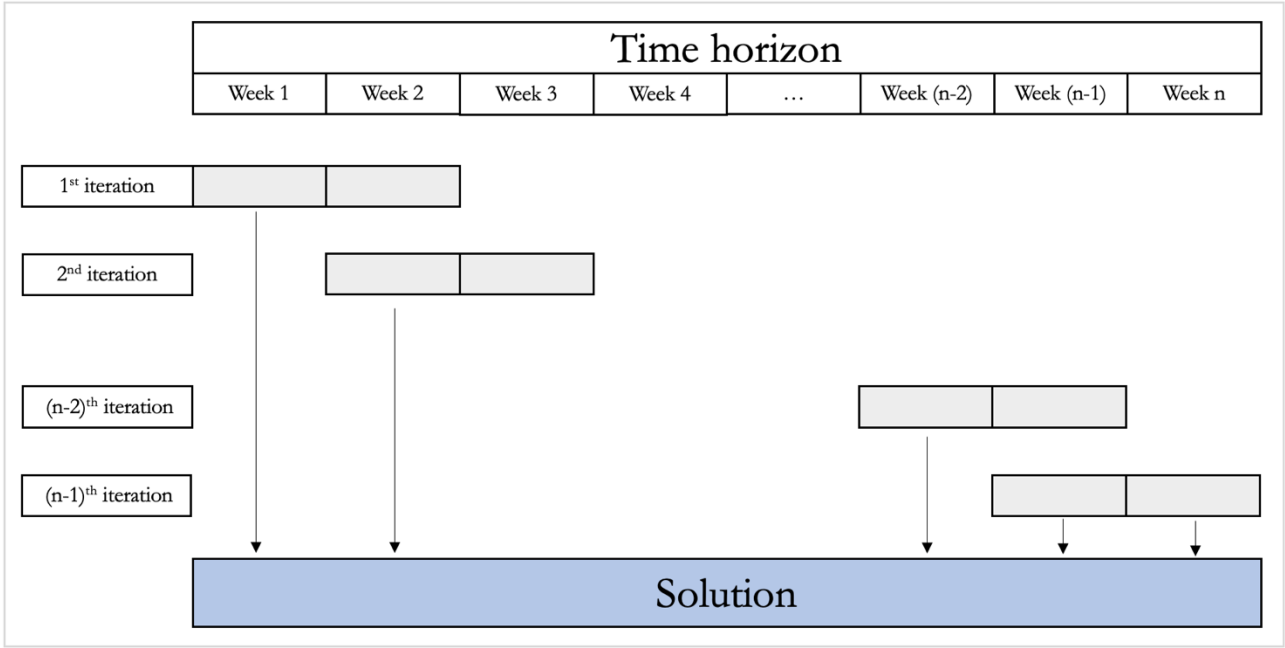 Time horizon
Week 1 Week 2 Week 3 Week 4 … Week (n-2) Week (n-1) Week n
1st iteration
2nd iteration
(n-2)th iteration
(n-1)th iteration
Solution